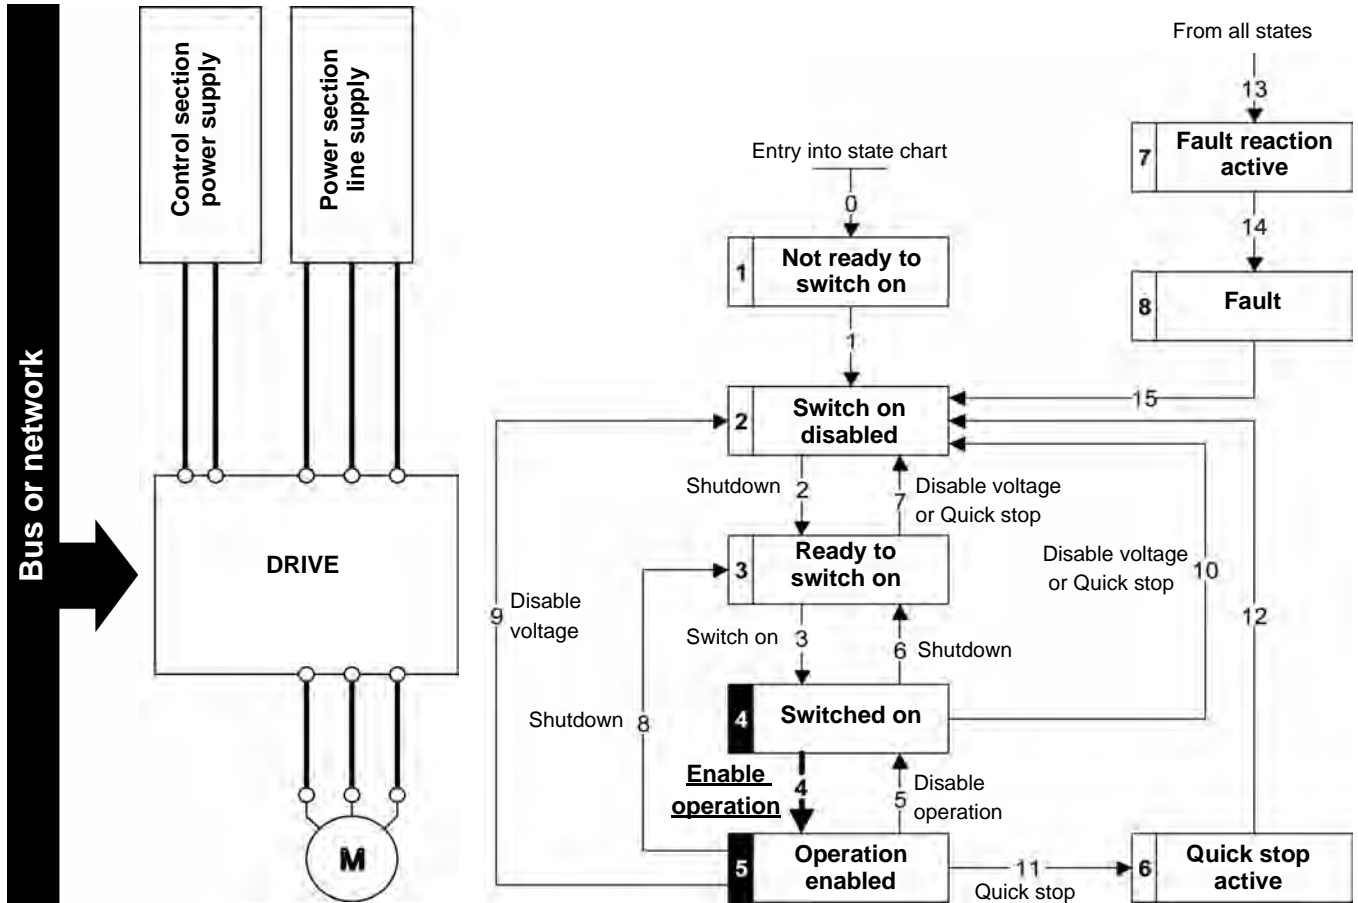 Bus or network
Control section
power supply
Power section
line supply
DRIVE
M
From all states
13
7
Fault reaction
active
14
8
Fault
15
Entry into state chart
0
1
Not ready to
switch on
1
2
Switch on
disabled
Shutdown
2
7
Disable voltage
or Quick stop
3
Ready to
switch on
Disable voltage
or Quick stop
10
12
9
Disable
voltage
Switch on
3
6
Shutdown
Shutdown
8
4
Switched on
Enable
operation
4
5
Disable
operation
5
Operation
enabled
11
Quick stop
6
Quick stop
active